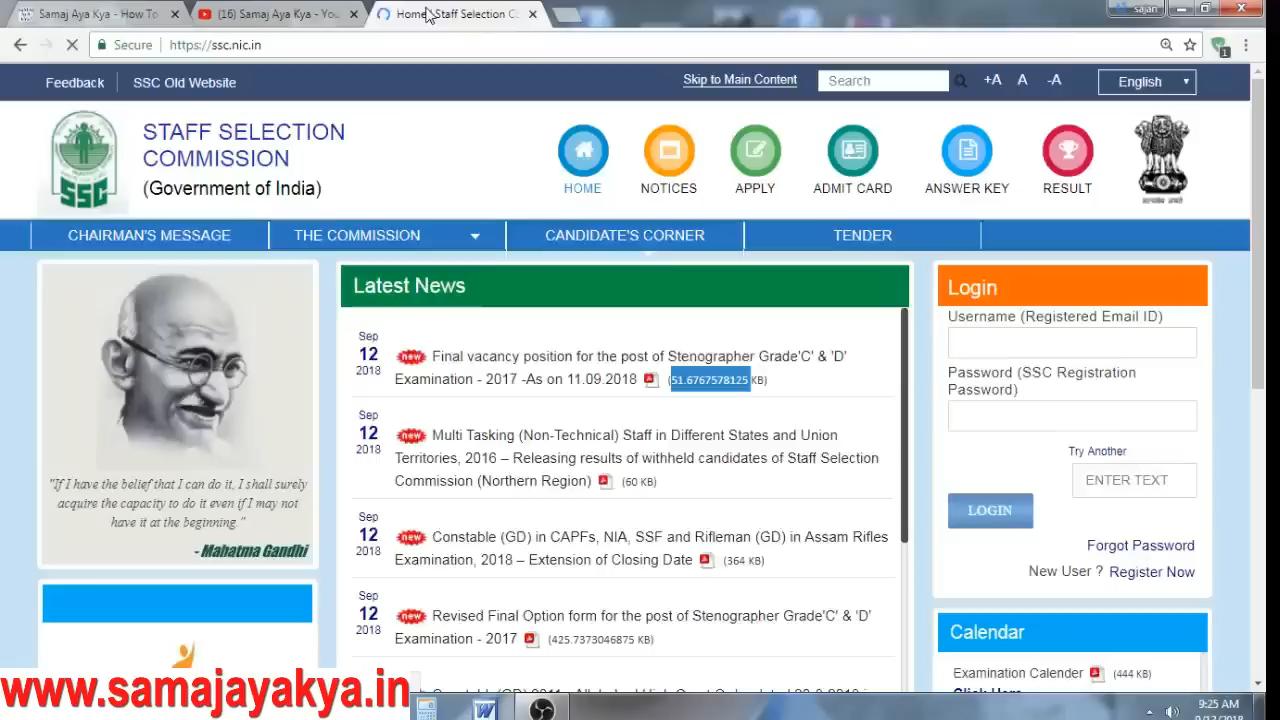 Samaj Aya Kya - How To
(16) Samaj Aya Kya - You
Home | Staff Selection C
sajan
Secure
https://ssc.nic.in
1
Feedback
SSC Old Website
Skip to Main Content
Search
+A
A
-A
English
STAFF SELECTION
COMMISSION
(Government of India)
SSC
HOME
NOTICES
APPLY
ADMIT CARD
ANSWER KEY
RESULT
CHAIRMAN'S MESSAGE
THE COMMISSION
CANDIDATE'S CORNER
TENDER
"If I have the belief that I can do it, I shall surely
acquire the capacity to do it even if I may not
have it at the beginning."
- Mahatma Gandhi
Latest News
Sep
12
2018
new Final vacancy position for the post of Stenographer Grade'C' & 'D'
Examination - 2017 -As on 11.09.2018 (51.6767578125 KB)
Sep
12
2018
new Multi Tasking (Non-Technical) Staff in Different States and Union
Territories, 2016 – Releasing results of withheld candidates of Staff Selection
Commission (Northern Region) (60 KB)
Sep
12
2018
new Constable (GD) in CAPFs, NIA, SSF and Rifleman (GD) in Assam Rifles
Examination, 2018 – Extension of Closing Date (364 KB)
Sep
12
2018
new Revised Final Option form for the post of Stenographer Grade'C' & 'D'
Examination - 2017 (425.7373046875 KB)
Login
Username (Registered Email ID)
Password (SSC Registration
Password)
Try Another
ENTER TEXT
LOGIN
Forgot Password
New User ? Register Now
Calendar
Examination Calender (444 KB)
Click Here
www.samajayakya.in
9:25 AM
9/13/2018